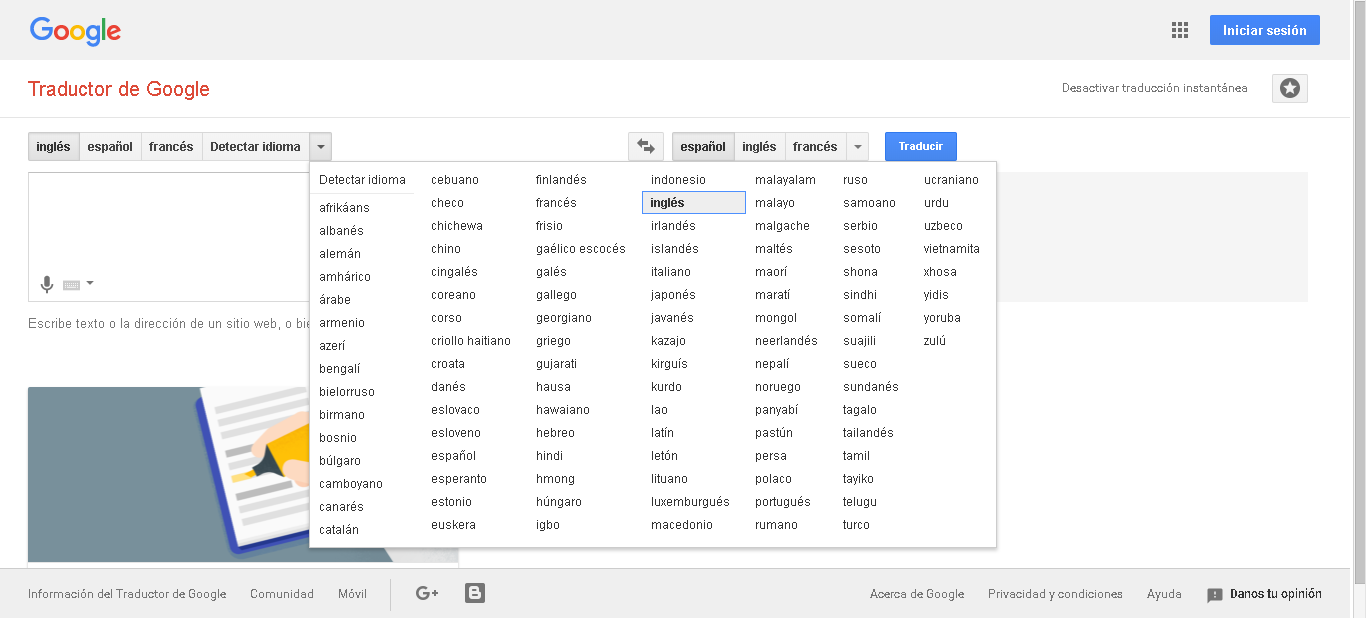 Google
Iniciar sesión
Traductor de Google
Desactivar traducción instantánea
inglés español francés Detectar idioma
español inglés francés
Traducir
Escribe texto o la dirección de un sitio web, o
Detectar idioma
afrikáans
albanés
alemán
amhárico
árabe
armenio
azerí
bengalí
bielorruso
birmano
bosnio
búlgaro
camboyano
canarés
catalán
cebuano
checo
chichewa
chino
cingalés
coreano
corso
criollo haitiano
croata
danés
eslovaco
esloveno
español
esperanto
estonio
euskera
finlandés
francés
frisio
gaélico escocés
galés
gallego
georgiano
griego
gujarati
hausa
hawaiano
hebreo
hindi
hmong
húngaro
igbo
indonesio
inglés
irlandés
islandés
italiano
japonés
javanés
kazajo
kirguís
kurdo
lao
latín
letón
lituano
luxemburgués
macedonio
malayalam
malayo
malgache
maltés
maorí
maratí
mongol
neerlandés
nepalí
noruego
panyabí
pastún
persa
polaco
portugués
rumano
ruso
samoano
serbio
sesoto
shona
sindhi
somalí
suajili
sueco
sundanés
tagalo
tailandés
tamil
tayiko
telugu
turco
ucraniano
urdu
uzbeco
vietnamita
xhosa
yidis
yoruba
zulú
Información del Traductor de Google Comunidad Móvil G+ B Acerca de Google Privacidad y condiciones Ayuda Danos tu opinión